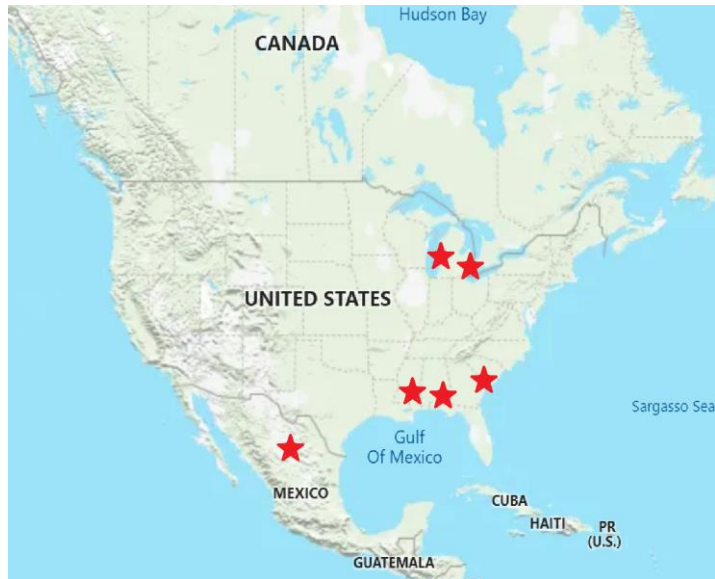 Hudson Bay
CANADA
UNITED STATES
Sargasso Sea
Gulf
Of Mexico
MEXICO
CUBA
HAITI
PR
(U.S.)
GUATEMALA